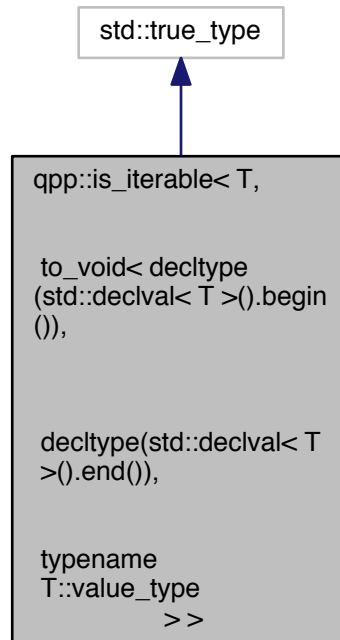 std::true_type
qpp::is_iterable< T,
to_void< decltype
(std::declval< T >().begin
()),
decltype(std::declval< T
>().end()),
typename
T::value_type
> >